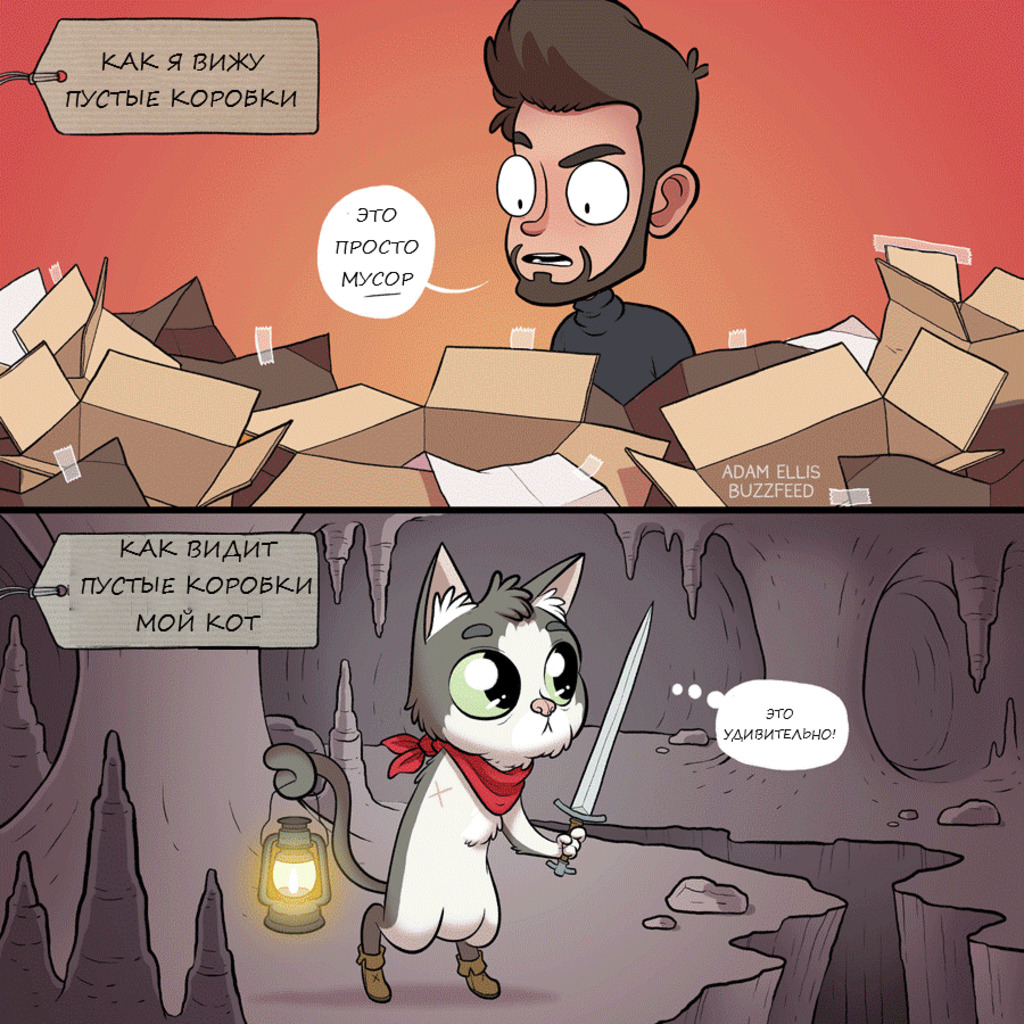 КАК Я ВИЖУ
ПУСТЫЕ КОРОБКИ
ЭТО
ПРОСТО
МУСОР
ADAM ELLIS
BUZZFEED
КАК ВИДИТ
ПУСТЫЕ КОРОБКИ
МОЙ КОТ
ЭТО
УДИВИТЕЛЬНО!